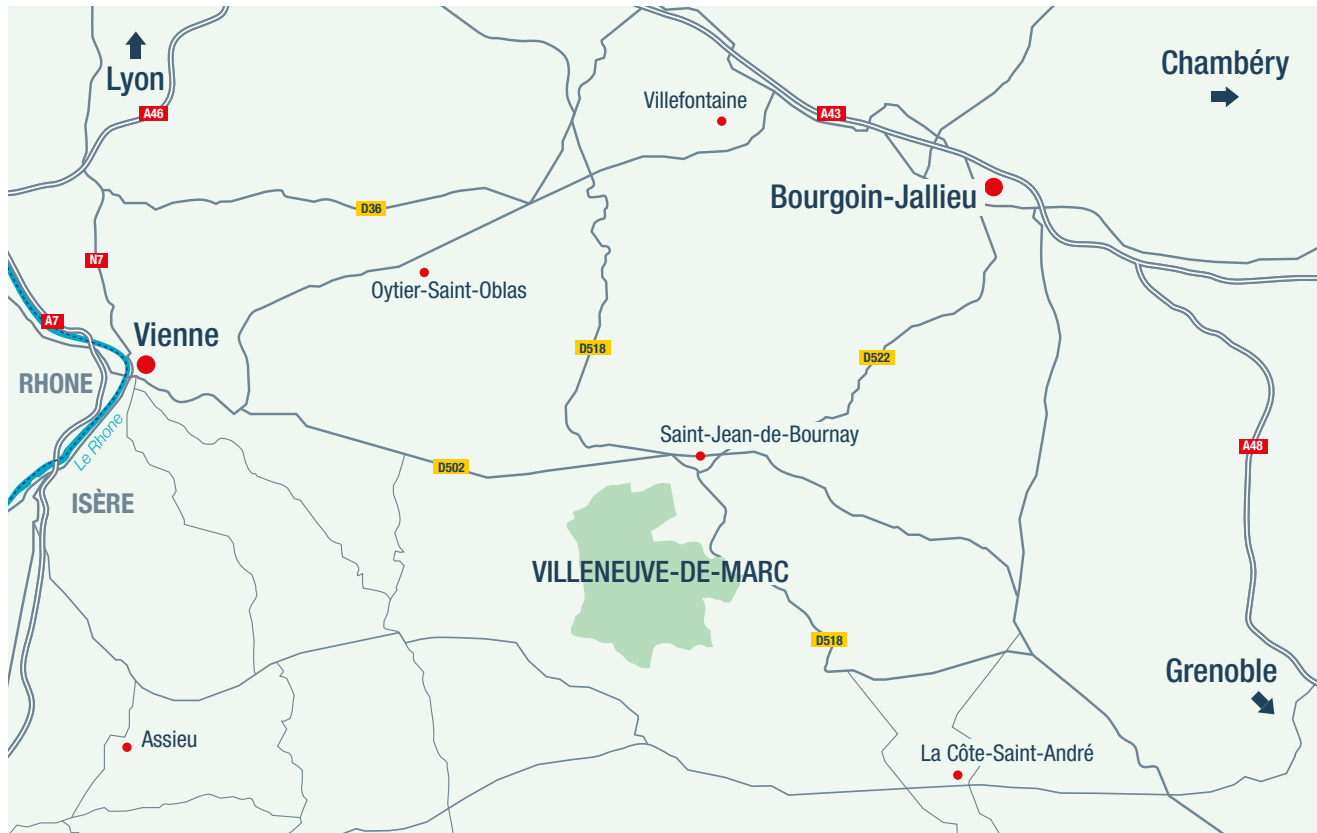 Lyon
Chambéry
Villefontaine
A46
A43
Bourgoin-Jallieu
D36
N7
Oytier-Saint-Oblas
A7
Vienne
D518
D522
RHONE
Le Rhone
Saint-Jean-de-Bournay
A48
D502
ISÈRE
VILLENEUVE-DE-MARC
D518
Grenoble
Assieu
La Côte-Saint-André